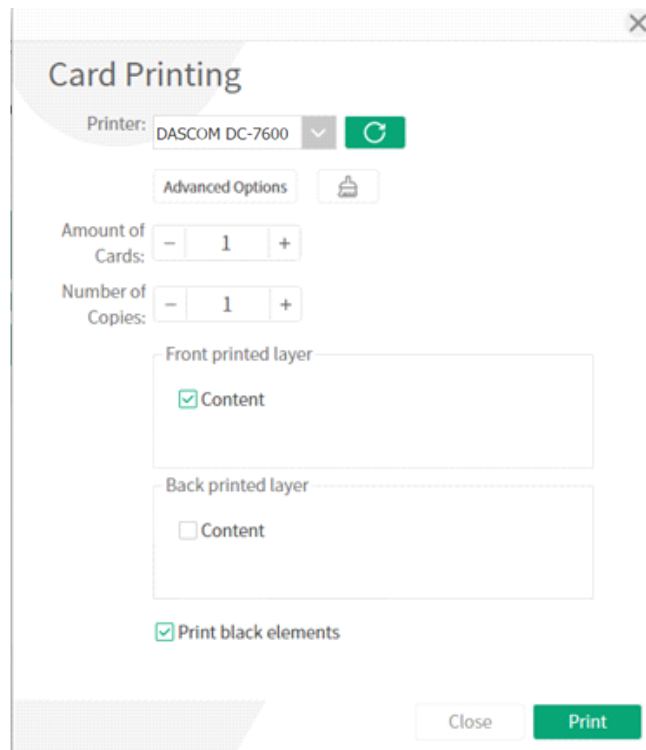 Card Printing
Printer: DASCOM DC-7600
Advanced Options
Amount of
Cards:
− 1 +
Number of
Copies:
− 1 +
Front printed layer
Content
Back printed layer
Content
Print black elements
Close Print